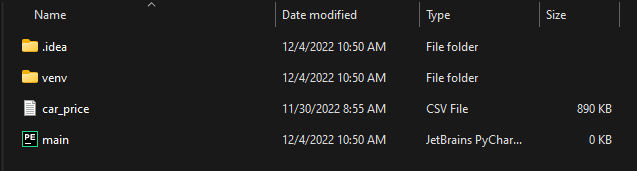 Name Date modified Type Size
.idea 12/4/2022 10:50 AM File folder
venv 12/4/2022 10:50 AM File folder
car_price 11/30/2022 8:55 AM CSV File 890 KB
PE main 12/4/2022 10:50 AM JetBrains PyChar... 0 KB